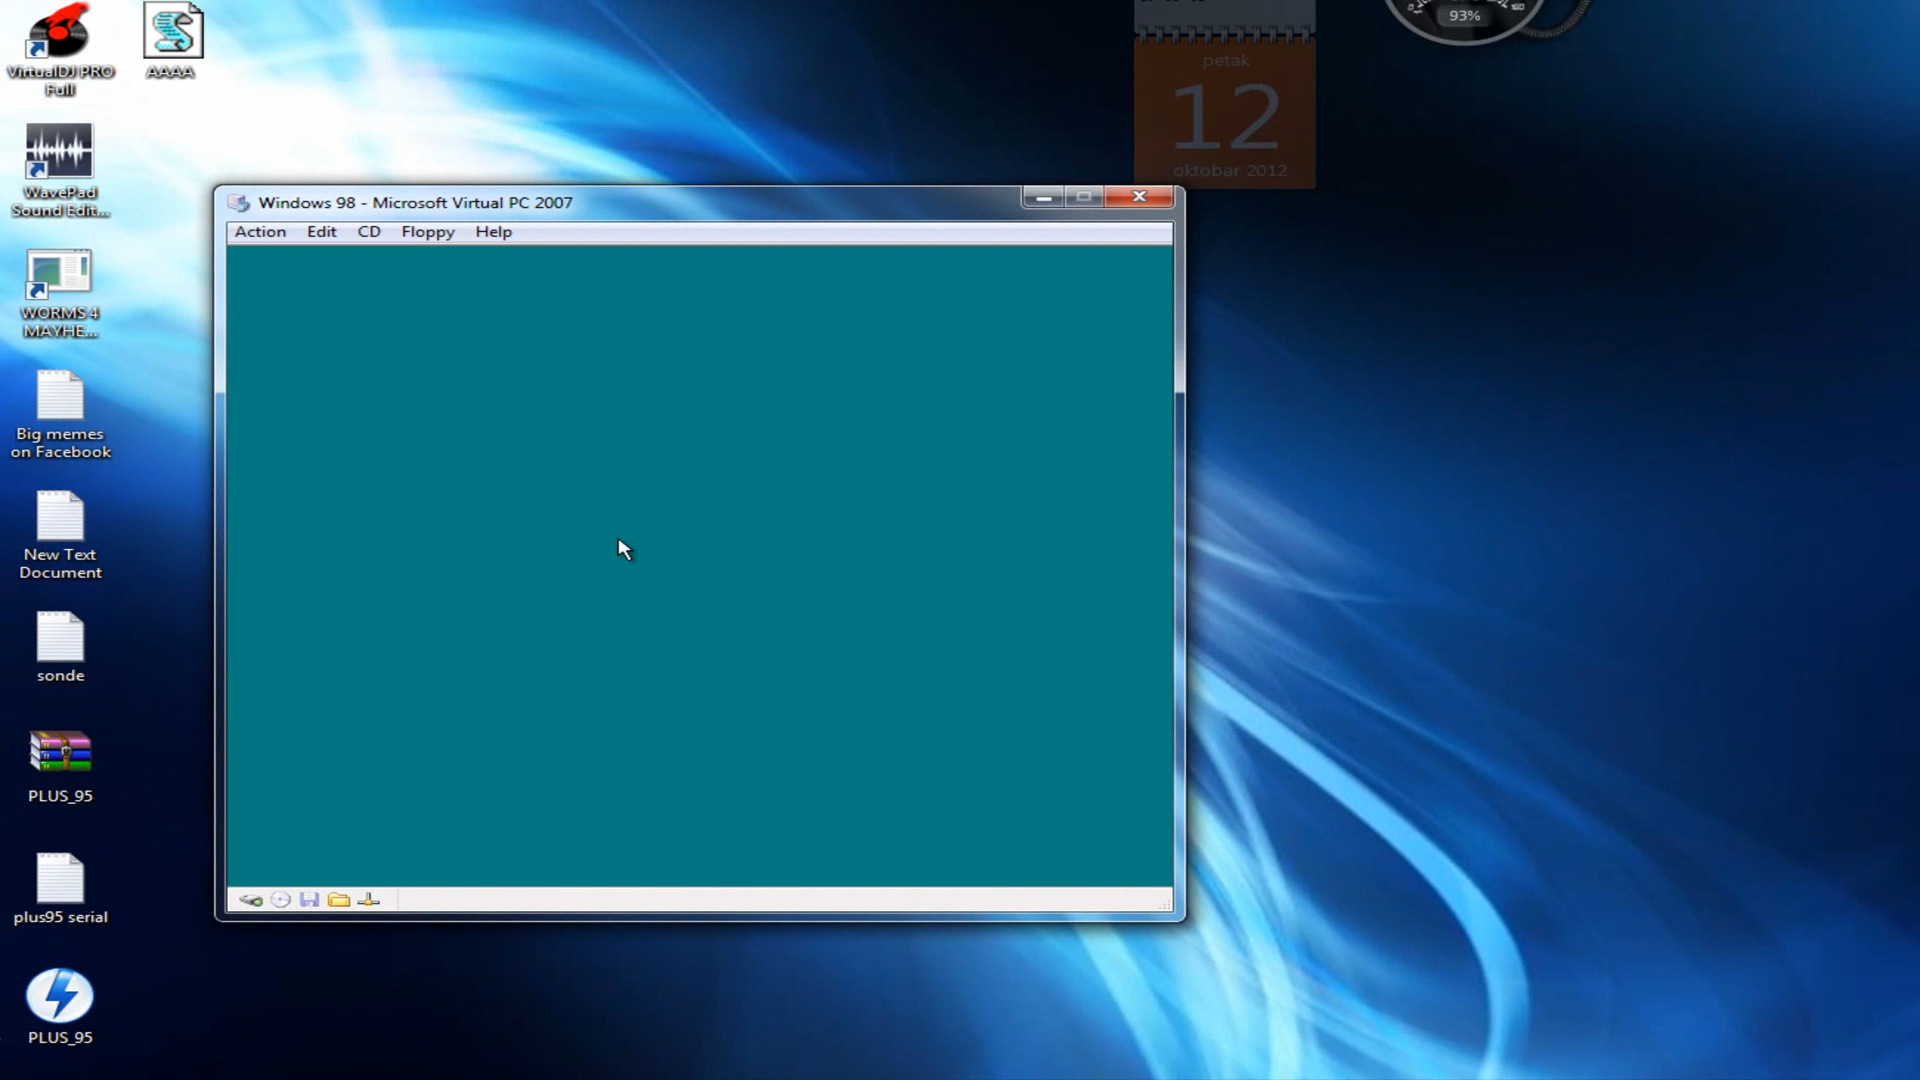 VirtualDJ PRO
Full
AAAA
WavePad
Sound Edit...
WORMS 4
MAYHE...
Big memes
on Facebook
New Text
Document
sonde
PLUS_95
plus95 serial
PLUS_95
petak
12
oktobar 2012
93%
Windows 98 - Microsoft Virtual PC 2007
Action Edit CD Floppy Help